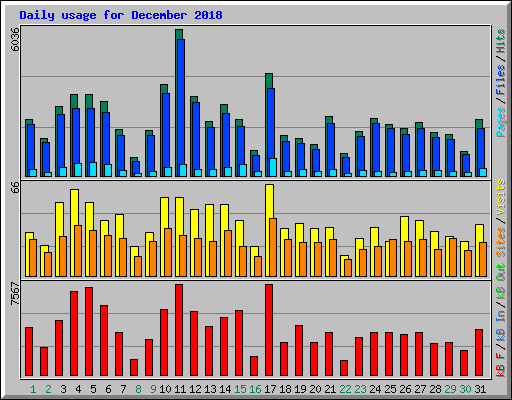 Daily usage for December 2018
6036
Pages/Files/Hits
66
kB F/kB In/kB Out Sites/Visits
7567
1 2 3 4 5 6 7 8 9 10 11 12 13 14 15 16 17 18 19 20 21 22 23 24 25 26 27 28 29 30 31